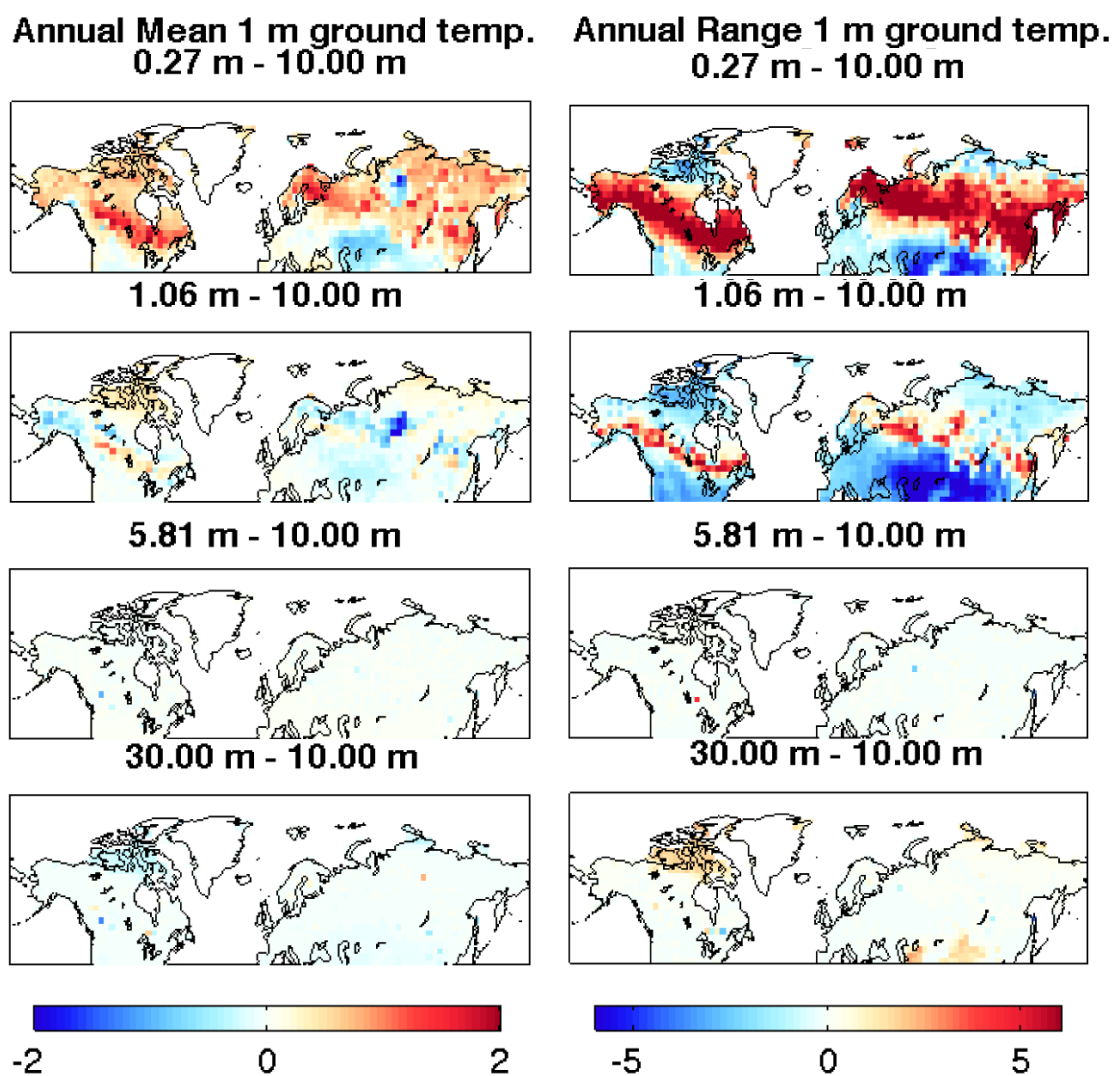 Annual Mean 1 m ground temp.
0.27 m - 10.00 m
Annual Range 1 m ground temp.
0.27 m - 10.00 m
1.06 m - 10.00 m
1.06 m - 10.00 m
5.81 m - 10.00 m
5.81 m - 10.00 m
30.00 m - 10.00 m
30.00 m - 10.00 m
-2 0 2
-5 0 5